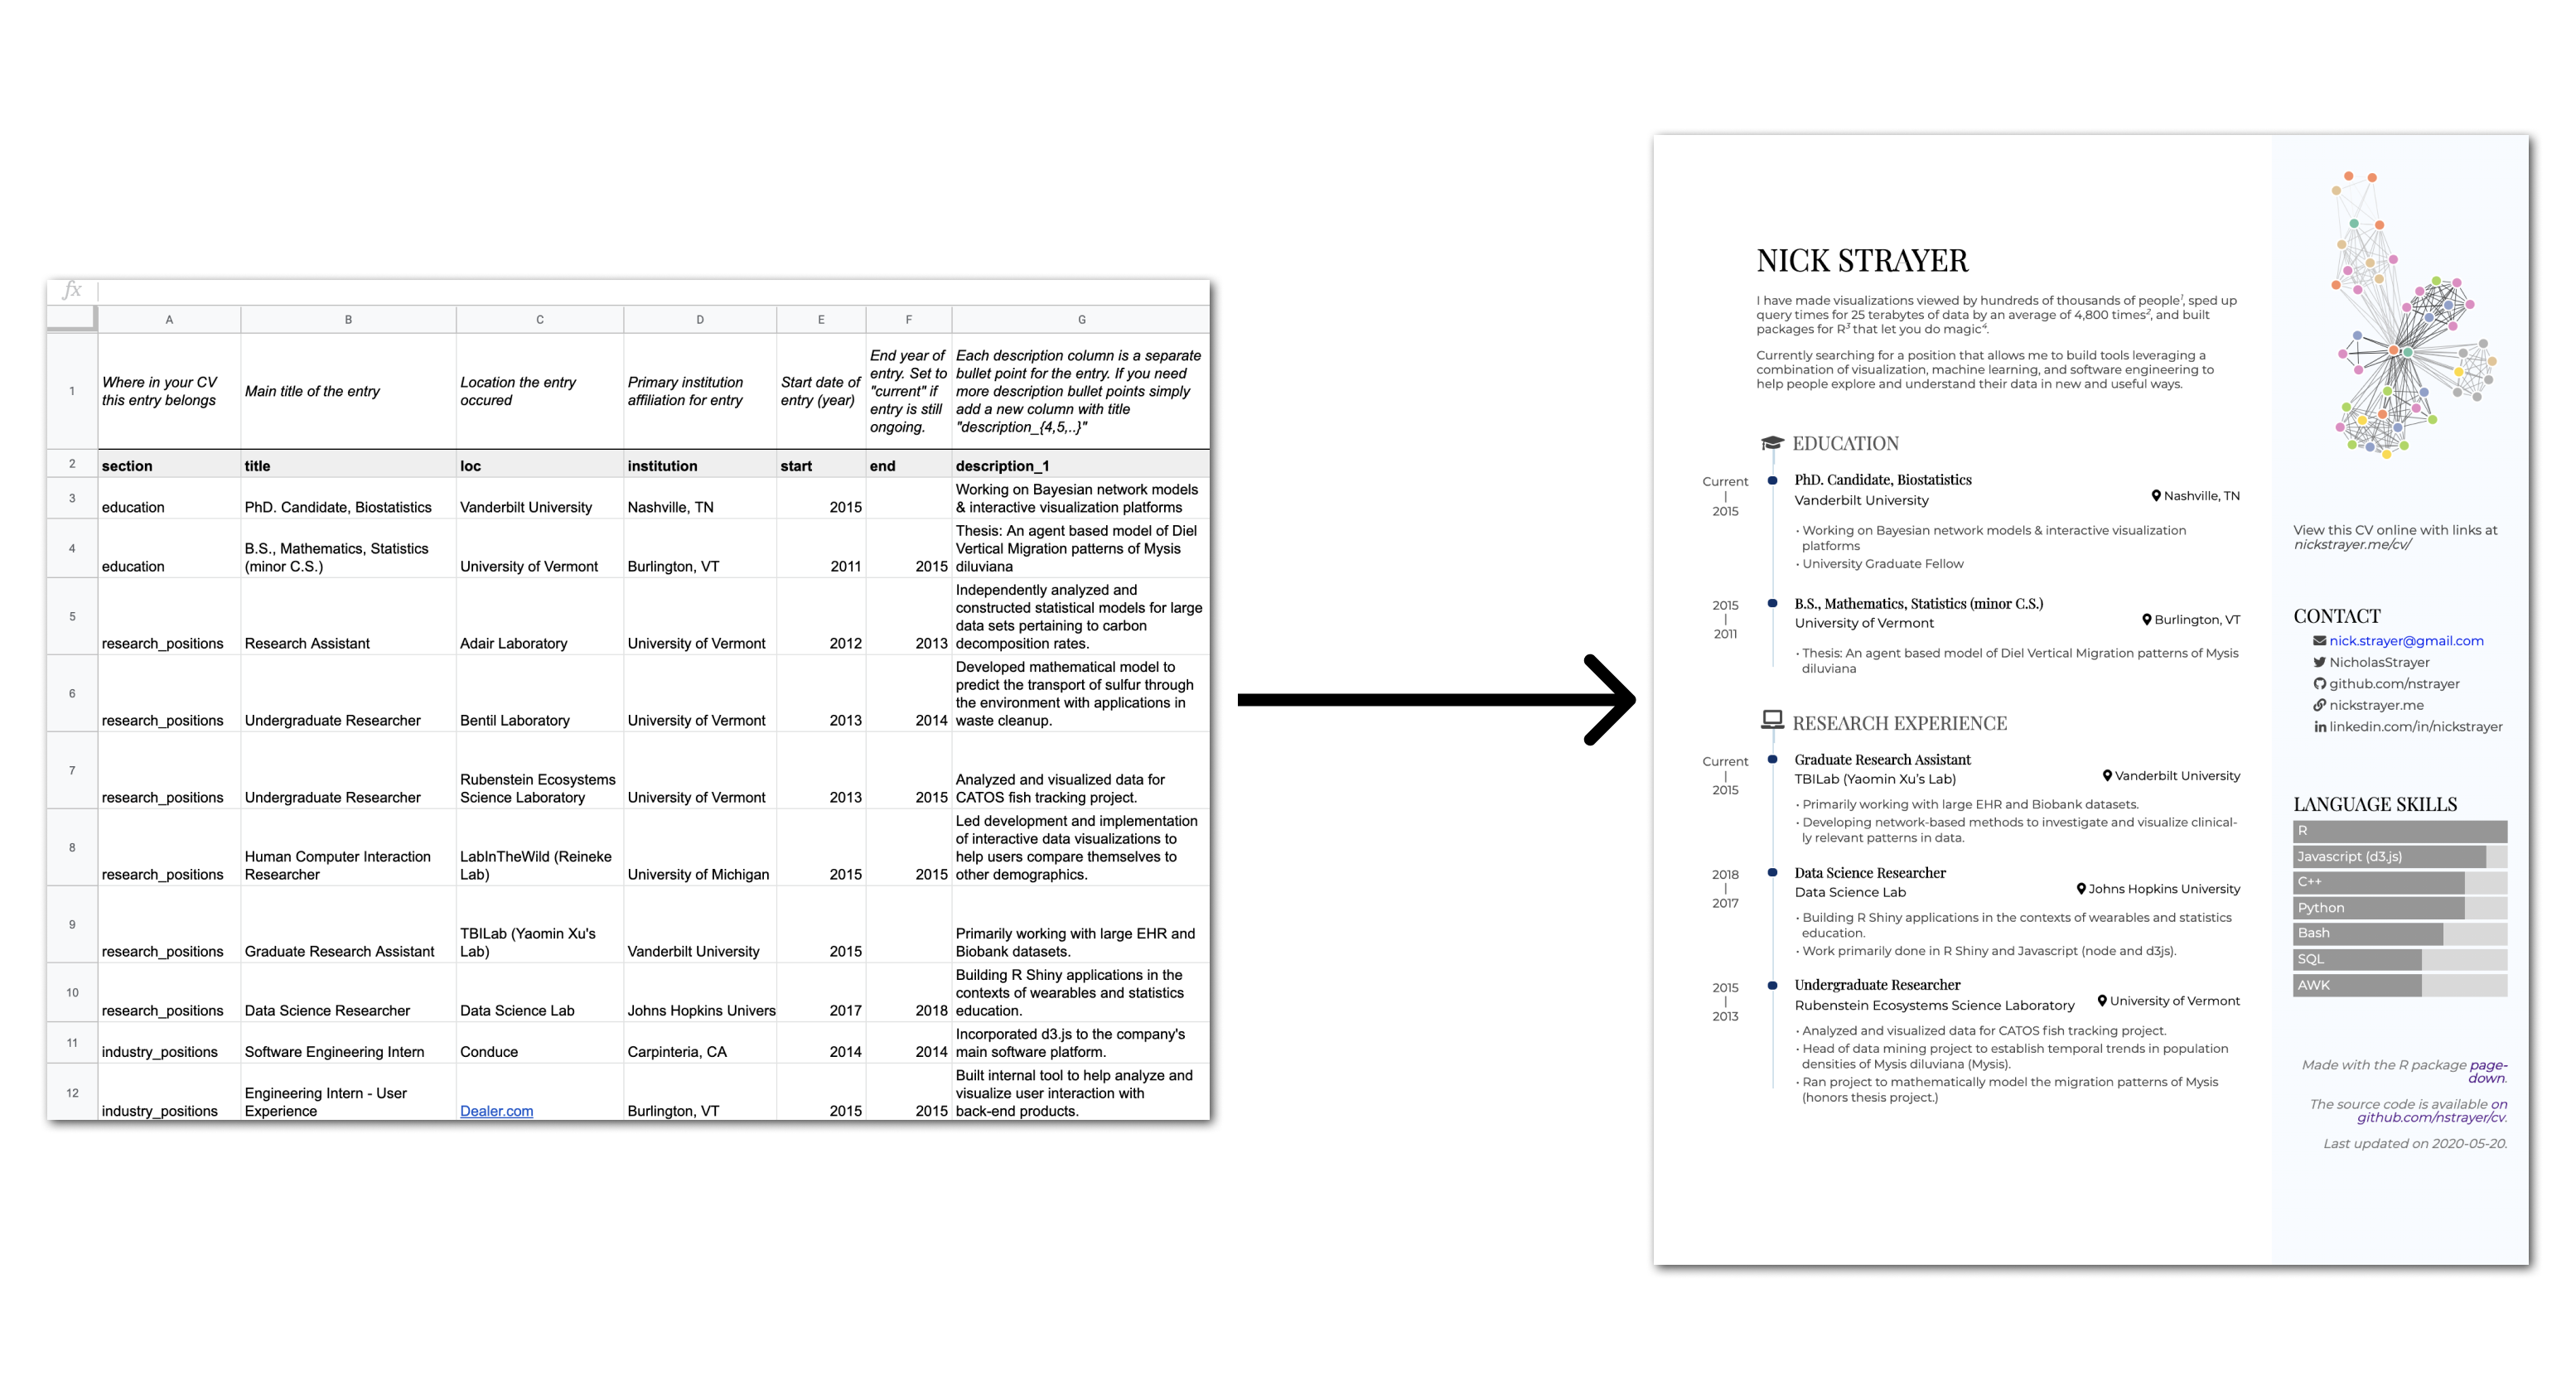 fx
A B C D E F G
1
Where in your CV
this entry belongs
Main title of the entry
Location the entry
occured
Primary institution
affiliation for entry
Start date of
entry (year)
End year of
entry. Set to
"current" if
entry is still
ongoing.
Each description column is a separate
bullet point for the entry. If you need
more description bullet points simply
add a new column with title
"description_{4,5,..}"
2 section title loc institution start end description_1
3 education PhD. Candidate, Biostatistics Vanderbilt University Nashville, TN 2015
Working on Bayesian network models
& interactive visualization platforms
4 education
B.S., Mathematics, Statistics
(minor C.S.)
University of Vermont Burlington, VT 2011 2015
Thesis: An agent based model of Diel
Vertical Migration patterns of Mysis
diluviana
5 research_positions Research Assistant Adair Laboratory University of Vermont 2012 2013
Independently analyzed and
constructed statistical models for large
data sets pertaining to carbon
decomposition rates.
6 research_positions Undergraduate Researcher Bentil Laboratory University of Vermont 2013 2014
Developed mathematical model to
predict the transport of sulfur through
the environment with applications in
waste cleanup.
7 research_positions Undergraduate Researcher
Rubenstein Ecosystems
Science Laboratory
University of Vermont 2013 2015
Analyzed and visualized data for
CATOS fish tracking project.
8 research_positions
Human Computer Interaction
Researcher
LabInTheWild (Reineke
Lab)
University of Michigan 2015 2015
Led development and implementation
of interactive data visualizations to
help users compare themselves to
other demographics.
9 research_positions Graduate Research Assistant
TBILab (Yaomin Xu's
Lab)
Vanderbilt University 2015
Primarily working with large EHR and
Biobank datasets.
10 research_positions Data Science Researcher Data Science Lab Johns Hopkins Univers 2017 2018
Building R Shiny applications in the
contexts of wearables and statistics
education.
11 industry_positions Software Engineering Intern Conduce Carpinteria, CA 2014 2014
Incorporated d3.js to the company's
main software platform.
12 industry_positions
Engineering Intern - User
Experience
Dealer.com Burlington, VT 2015 2015
Built internal tool to help analyze and
visualize user interaction with
back-end products.
NICK STRAYER
I have made visualizations viewed by hundreds of thousands of people1, sped up
query times for 25 terabytes of data by an average of 4,800 times2, and built
packages for R3 that let you do magic4.
Currently searching for a position that allows me to build tools leveraging a
combination of visualization, machine learning, and software engineering to
help people explore and understand their data in new and useful ways.
EDUCATION
Current
|
2015
PhD. Candidate, Biostatistics
Vanderbilt University
Nashville, TN
· Working on Bayesian network models & interactive visualization
platforms
· University Graduate Fellow
2015
|
2011
B.S., Mathematics, Statistics (minor C.S.)
University of Vermont
Burlington, VT
· Thesis: An agent based model of Diel Vertical Migration patterns of Mysis
diluviana
RESEARCH EXPERIENCE
Current
|
2015
Graduate Research Assistant
TBILab (Yaomin Xu's Lab)
Vanderbilt University
· Primarily working with large EHR and Biobank datasets.
· Developing network-based methods to investigate and visualize clinical-
ly relevant patterns in data.
2018
|
2017
Data Science Researcher
Data Science Lab
Johns Hopkins University
· Building R Shiny applications in the contexts of wearables and statistics
education.
· Work primarily done in R Shiny and Javascript (node and d3js).
2015
|
2013
Undergraduate Researcher
Rubenstein Ecosystems Science Laboratory
University of Vermont
· Analyzed and visualized data for CATOS fish tracking project.
· Head of data mining project to establish temporal trends in population
densities of Mysis diluviana (Mysis).
· Ran project to mathematically model the migration patterns of Mysis
(honors thesis project.)
View this CV online with links at
nickstrayer.me/cv/
CONTACT
nick.strayer@gmail.com
NicholasStrayer
github.com/nstrayer
nickstrayer.me
linkedin.com/in/nickstrayer
LANGUAGE SKILLS
R
Javascript (d3.js)
C++
Python
Bash
SQL
AWK
Made with the R package page-
down.
The source code is available on
github.com/nstrayer/cv.
Last updated on 2020-05-20.